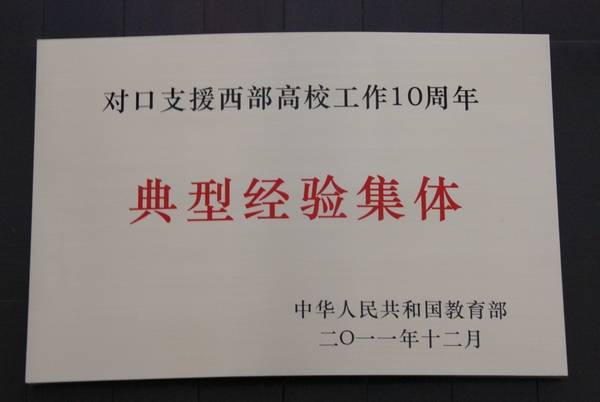 对口支援西部高校工作10周年
典型经验集体
中华人民共和国教育部
二〇一一年十二月